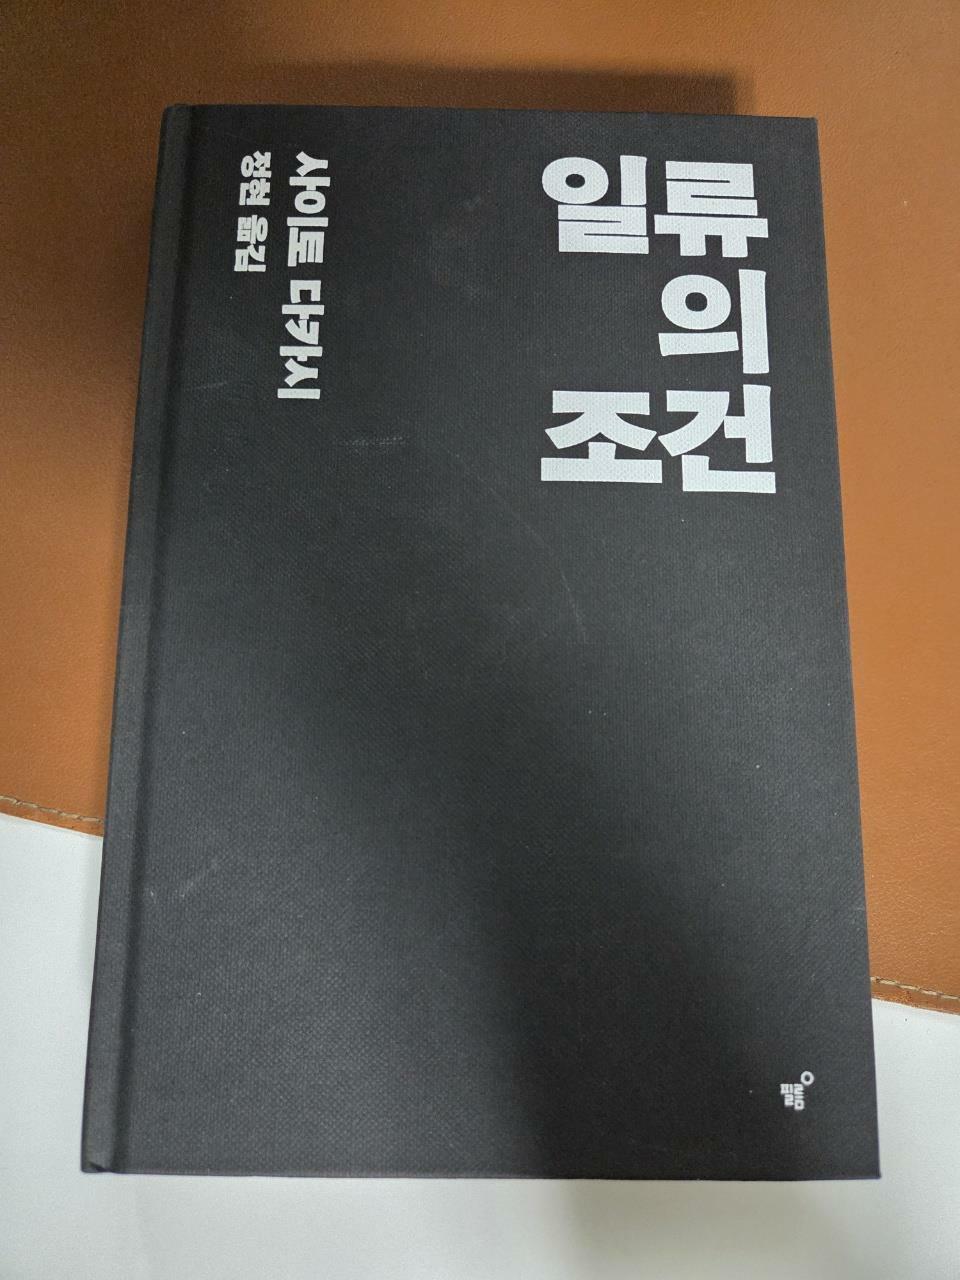 일류
의
조건
사이토 다카시
정현 옮김
필름